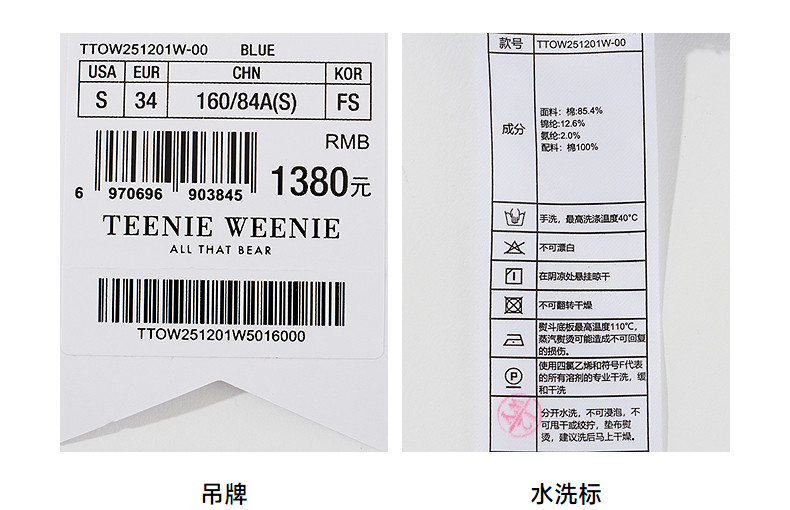 TTOW251201W-00 BLUE
USA EUR CHN KOR
S 34 160/84A(S) FS
RMB
1380元
6 970696 903845
TEENIE WEENIE
ALL THAT BEAR
TTOW251201W5016000
款号 TTOW251201W-00
成分
面料：棉:85.4%
锦纶:12.6%
氨纶:2.0%
配料：棉100%
手洗，最高洗涤温度40°C
不可漂白
在阴凉处悬挂晾干
不可翻转干燥
熨斗底板最高温度110℃，
蒸汽熨烫可能造成不可回复
的损伤。
使用四氯乙烯和符号F代表
的所有溶剂的专业干洗，缓
和干洗
分开水洗，不可浸泡，不
可甩干或绞拧，垫布熨
烫，建议洗后马上干燥。
吊牌
水洗标